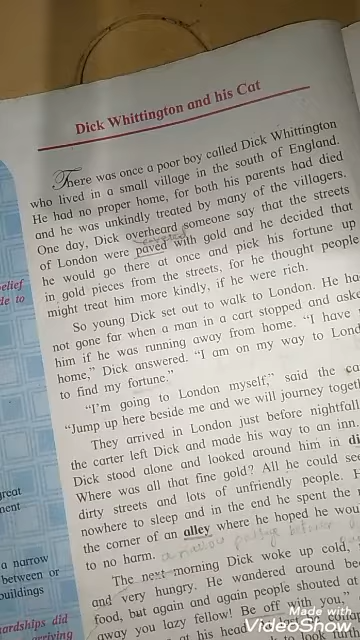 Dick Whittington and his Cat
There was once a poor boy called Dick Whittington
who lived in a small village in the south of England.
He had no proper home, for both his parents had died
and he was unkindly treated by many of the villagers.
One day, Dick overheard someone say that the streets
of London were paved with gold and he decided that
he would go there at once and pick his fortune up
in gold pieces from the streets, for he thought people
might treat him more kindly, if he were rich.
So young Dick set out to walk to London. He ha
not gone far when a man in a cart stopped and aske
him if he was running away from home. “I have
home,” Dick answered. “I am on my way to Lon
to find my fortune.”
“I'm going to London myself,” said the ca
“Jump up here beside me and we will journey toget
They arrived in London just before nightfall
the carter left Dick and made his way to an inn.
Dick stood alone and looked around him in di
Where was all that fine gold? All he could see
dirty streets and lots of unfriendly people. H
nowhere to sleep and in the end he spent the
the corner of an alley where he hoped he wou
to no harm. a narrow between
The next morning Dick woke up cold,
and very hungry. He wandered around be
food, but again and again people shouted at
away you lazy fellow! Be off with you,”
at his he look
elief
de to
great
ment
a narrow
between or
buildings
ardships did
arriving
Made with
VideoShow